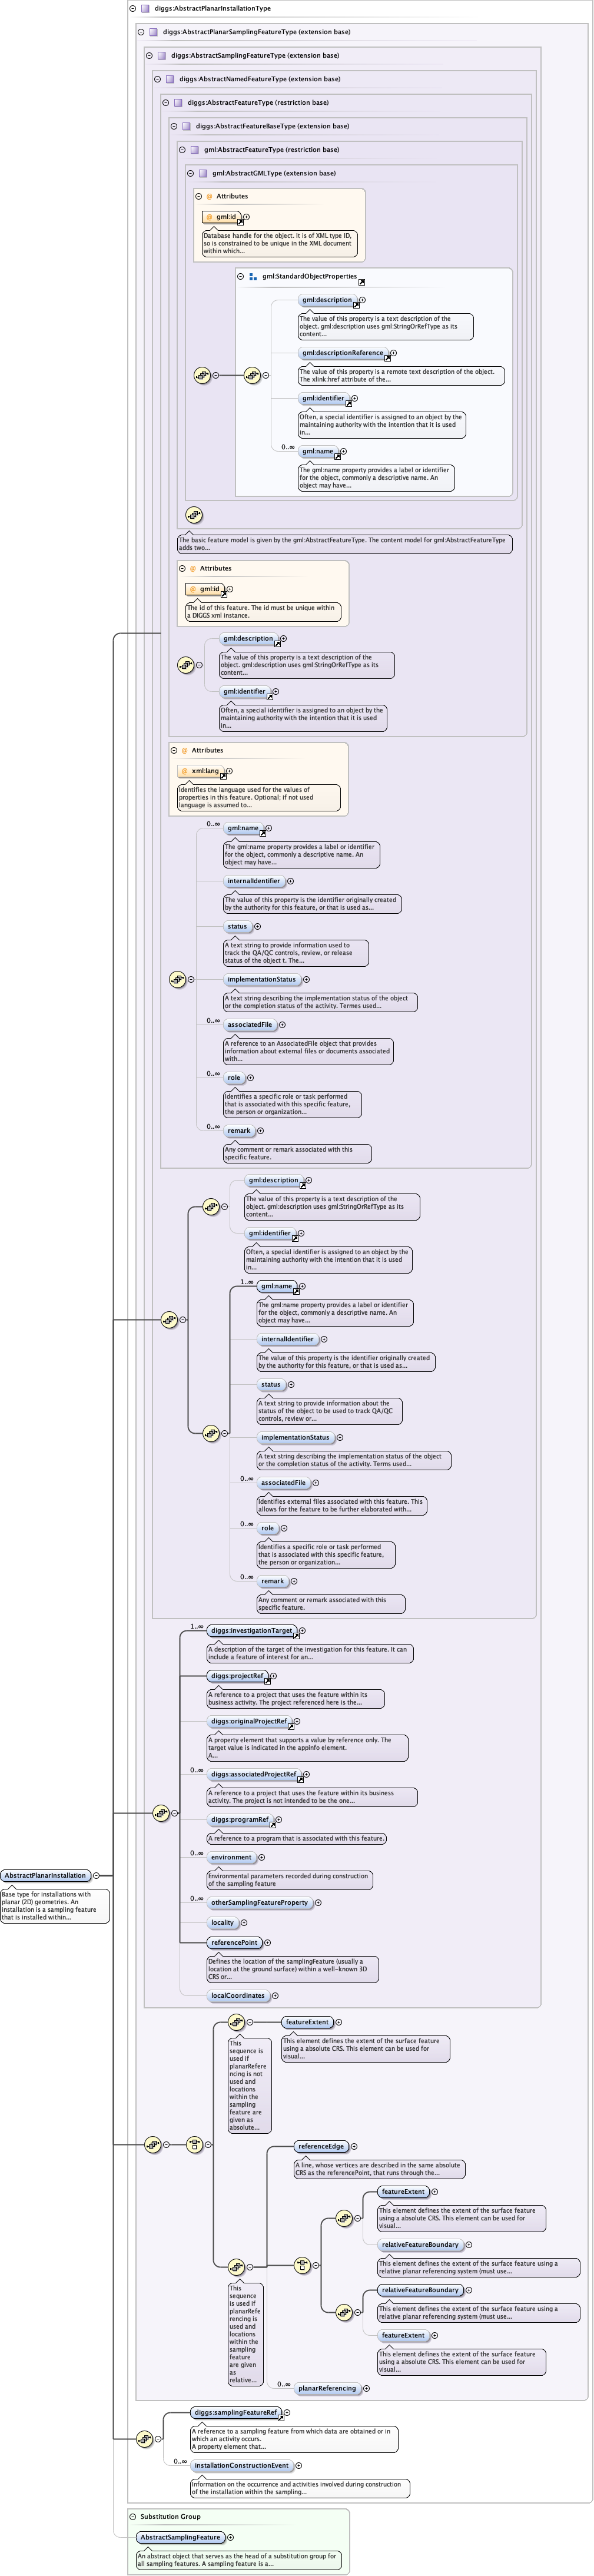 diggs:AbstractPlanarInstallationType
diggs:AbstractPlanarSamplingFeatureType (extension base)
diggs:AbstractSamplingFeatureType (extension base)
diggs:AbstractNamedFeatureType (extension base)
diggs:AbstractFeatureType (restriction base)
diggs:AbstractFeatureBaseType (extension base)
gml:AbstractFeatureType (restriction base)
gml:AbstractGMLType (extension base)
Attributes
gml:id
Database handle for the object. It is of XML type ID,
so is constrained to be unique in the XML document
within which...
gml:StandardObjectProperties
gml:description
The value of this property is a text description of the
object. gml:description uses gml:StringOrRefType as its
content...
gml:descriptionReference
The value of this property is a remote text description of the object.
The xlink:href attribute of the...
gml:identifier
Often, a special identifier is assigned to an object by the
maintaining authority with the intention that it is used
in...
0..∞
gml:name
The gml:name property provides a label or identifier
for the object, commonly a descriptive name. An
object may have...
The basic feature model is given by the gml:AbstractFeatureType. The content model for gml:AbstractFeatureType
adds two...
Attributes
gml:id
The id of this feature. The id must be unique within
a DIGGS xml instance.
gml:description
The value of this property is a text description of the
object. gml:description uses gml:StringOrRefType as its
content...
gml:identifier
Often, a special identifier is assigned to an object by the
maintaining authority with the intention that it is used
in...
Attributes
xml:lang
Identifies the language used for the values of
properties in this feature. Optional; if not used
language is assumed to...
0..∞
gml:name
The gml:name property provides a label or identifier
for the object, commonly a descriptive name. An
object may have...
internalIdentifier
The value of this property is the identifier originally created
by the authority for this feature, or that is used as...
status
A text string to provide information used to
track the QA/QC controls, review, or release
status of the object t. The...
implementationStatus
A text string describing the implementation status of the object
or the completion status of the activity. Termes used...
0..∞
associatedFile
A reference to an AssociatedFile object that provides
information about external files or documents associated
with...
0..∞
role
Identifies a specific role or task performed
that is associated with this specific feature,
the person or organization...
0..∞
remark
Any comment or remark associated with this
specific feature.
gml:description
The value of this property is a text description of the
object. gml:description uses gml:StringOrRefType as its
content...
gml:identifier
Often, a special identifier is assigned to an object by the
maintaining authority with the intention that it is used
in...
1..∞
gml:name
The gml:name property provides a label or identifier
for the object, commonly a descriptive name. An
object may have...
internalIdentifier
The value of this property is the identifier originally created
by the authority for this feature, or that is used as...
status
A text string to provide information about the
status of the object to be used to track QA/QC
controls, review or...
implementationStatus
A text string describing the implementation status of the object
or the completion status of the activity. Terms used...
0..∞
associatedFile
Identifies external files associated with this feature. This
allows for the feature to be further elaborated with...
0..∞
role
Identifies a specific role or task performed
that is associated with this specific feature,
the person or organization...
0..∞
remark
Any comment or remark associated with this
specific feature.
1..∞
diggs:investigationTarget
A description of the target of the investigation for this feature. It can
include a feature of interest for an...
diggs:projectRef
A reference to a project that uses the feature within its
business activity. The project referenced here is the...
diggs:originalProjectRef
A property element that supports a value by reference only. The
target value is indicated in the appinfo element.
A...
0..∞
diggs:associatedProjectRef
A reference to a project that uses the feature within its business
activity. The project is not intended to be the one...
diggs:programRef
A reference to a program that is associated with this feature.
0..∞
environment
Environmental parameters recorded during construction
of the sampling feature
0..∞
otherSamplingFeatureProperty
locality
referencePoint
Defines the location of the samplingFeature (usually a
location at the ground surface) within a well-known 3D
CRS or...
localCoordinates
AbstractPlanarInstallation
Base type for installations with
planar (2D) geometries. An
installation is a sampling feature
that is installed within...
featureExtent
This element defines the extent of the surface feature
using a absolute CRS. This element can be used for
visual...
This
sequence is
used if
planarRefere
ncing is not
used and
locations
within the
sampling
feature are
given as
absolute...
referenceEdge
A line, whose vertices are described in the same absolute
CRS as the referencePoint, that runs through the...
featureExtent
This element defines the extent of the surface feature
using a absolute CRS. This element can be used for
visual...
relativeFeatureBoundary
This element defines the extent of the surface feature using a
relative planar referencing system (must use...
This
sequence is
used if
planarRefe
rencing is
used and
locations
within the
sampling
feature
are given
as
relative...
relativeFeatureBoundary
This element defines the extent of the surface feature using a
relative planar referencing system (must use...
featureExtent
This element defines the extent of the surface feature
using a absolute CRS. This element can be used for
visual...
0..∞
planarReferencing
diggs:samplingFeatureRef
A reference to a sampling feature from which data are obtained or in
which an activity occurs.
A property element that...
0..∞
installationConstructionEvent
Information on the occurrence and activities involved during construction
of the installation within the sampling...
Substitution Group
AbstractSamplingFeature
An abstract object that serves as the head of a substitution group for
all sampling features. A sampling feature is a...